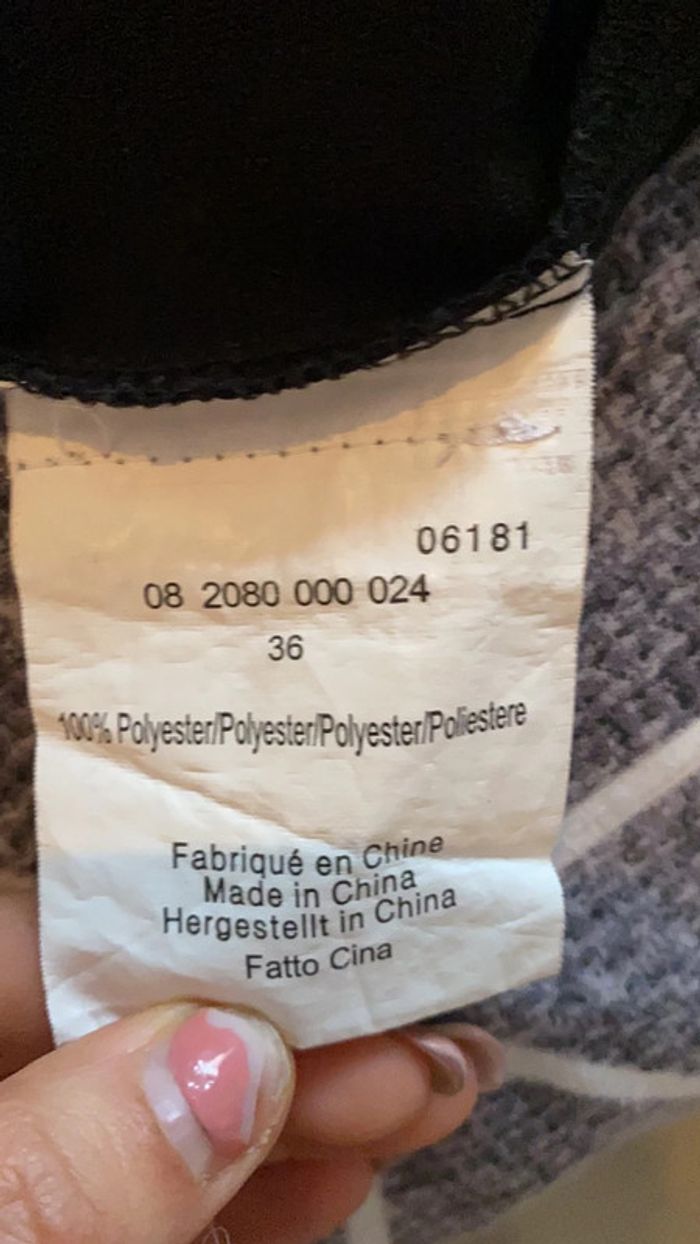 06181
08 2080 000 024
36
100% Polyester/Polyester/Polyester/Poliestere
Fabriqué en Chine
Made in China
Hergestellt in China
Fatto Cina